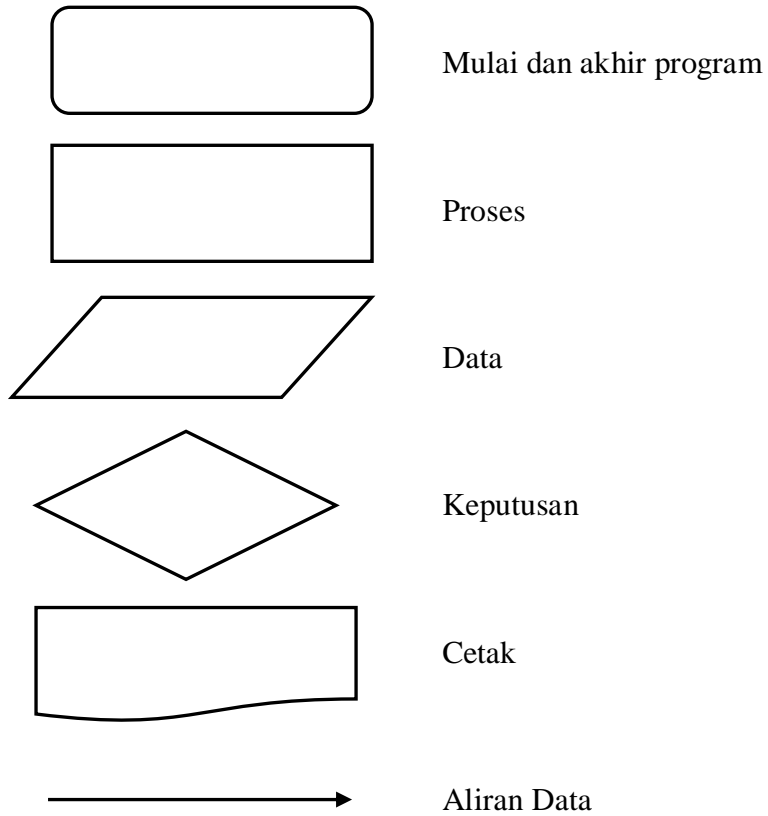 Mulai dan akhir program
Proses
Data
Keputusan
Cetak
Aliran Data